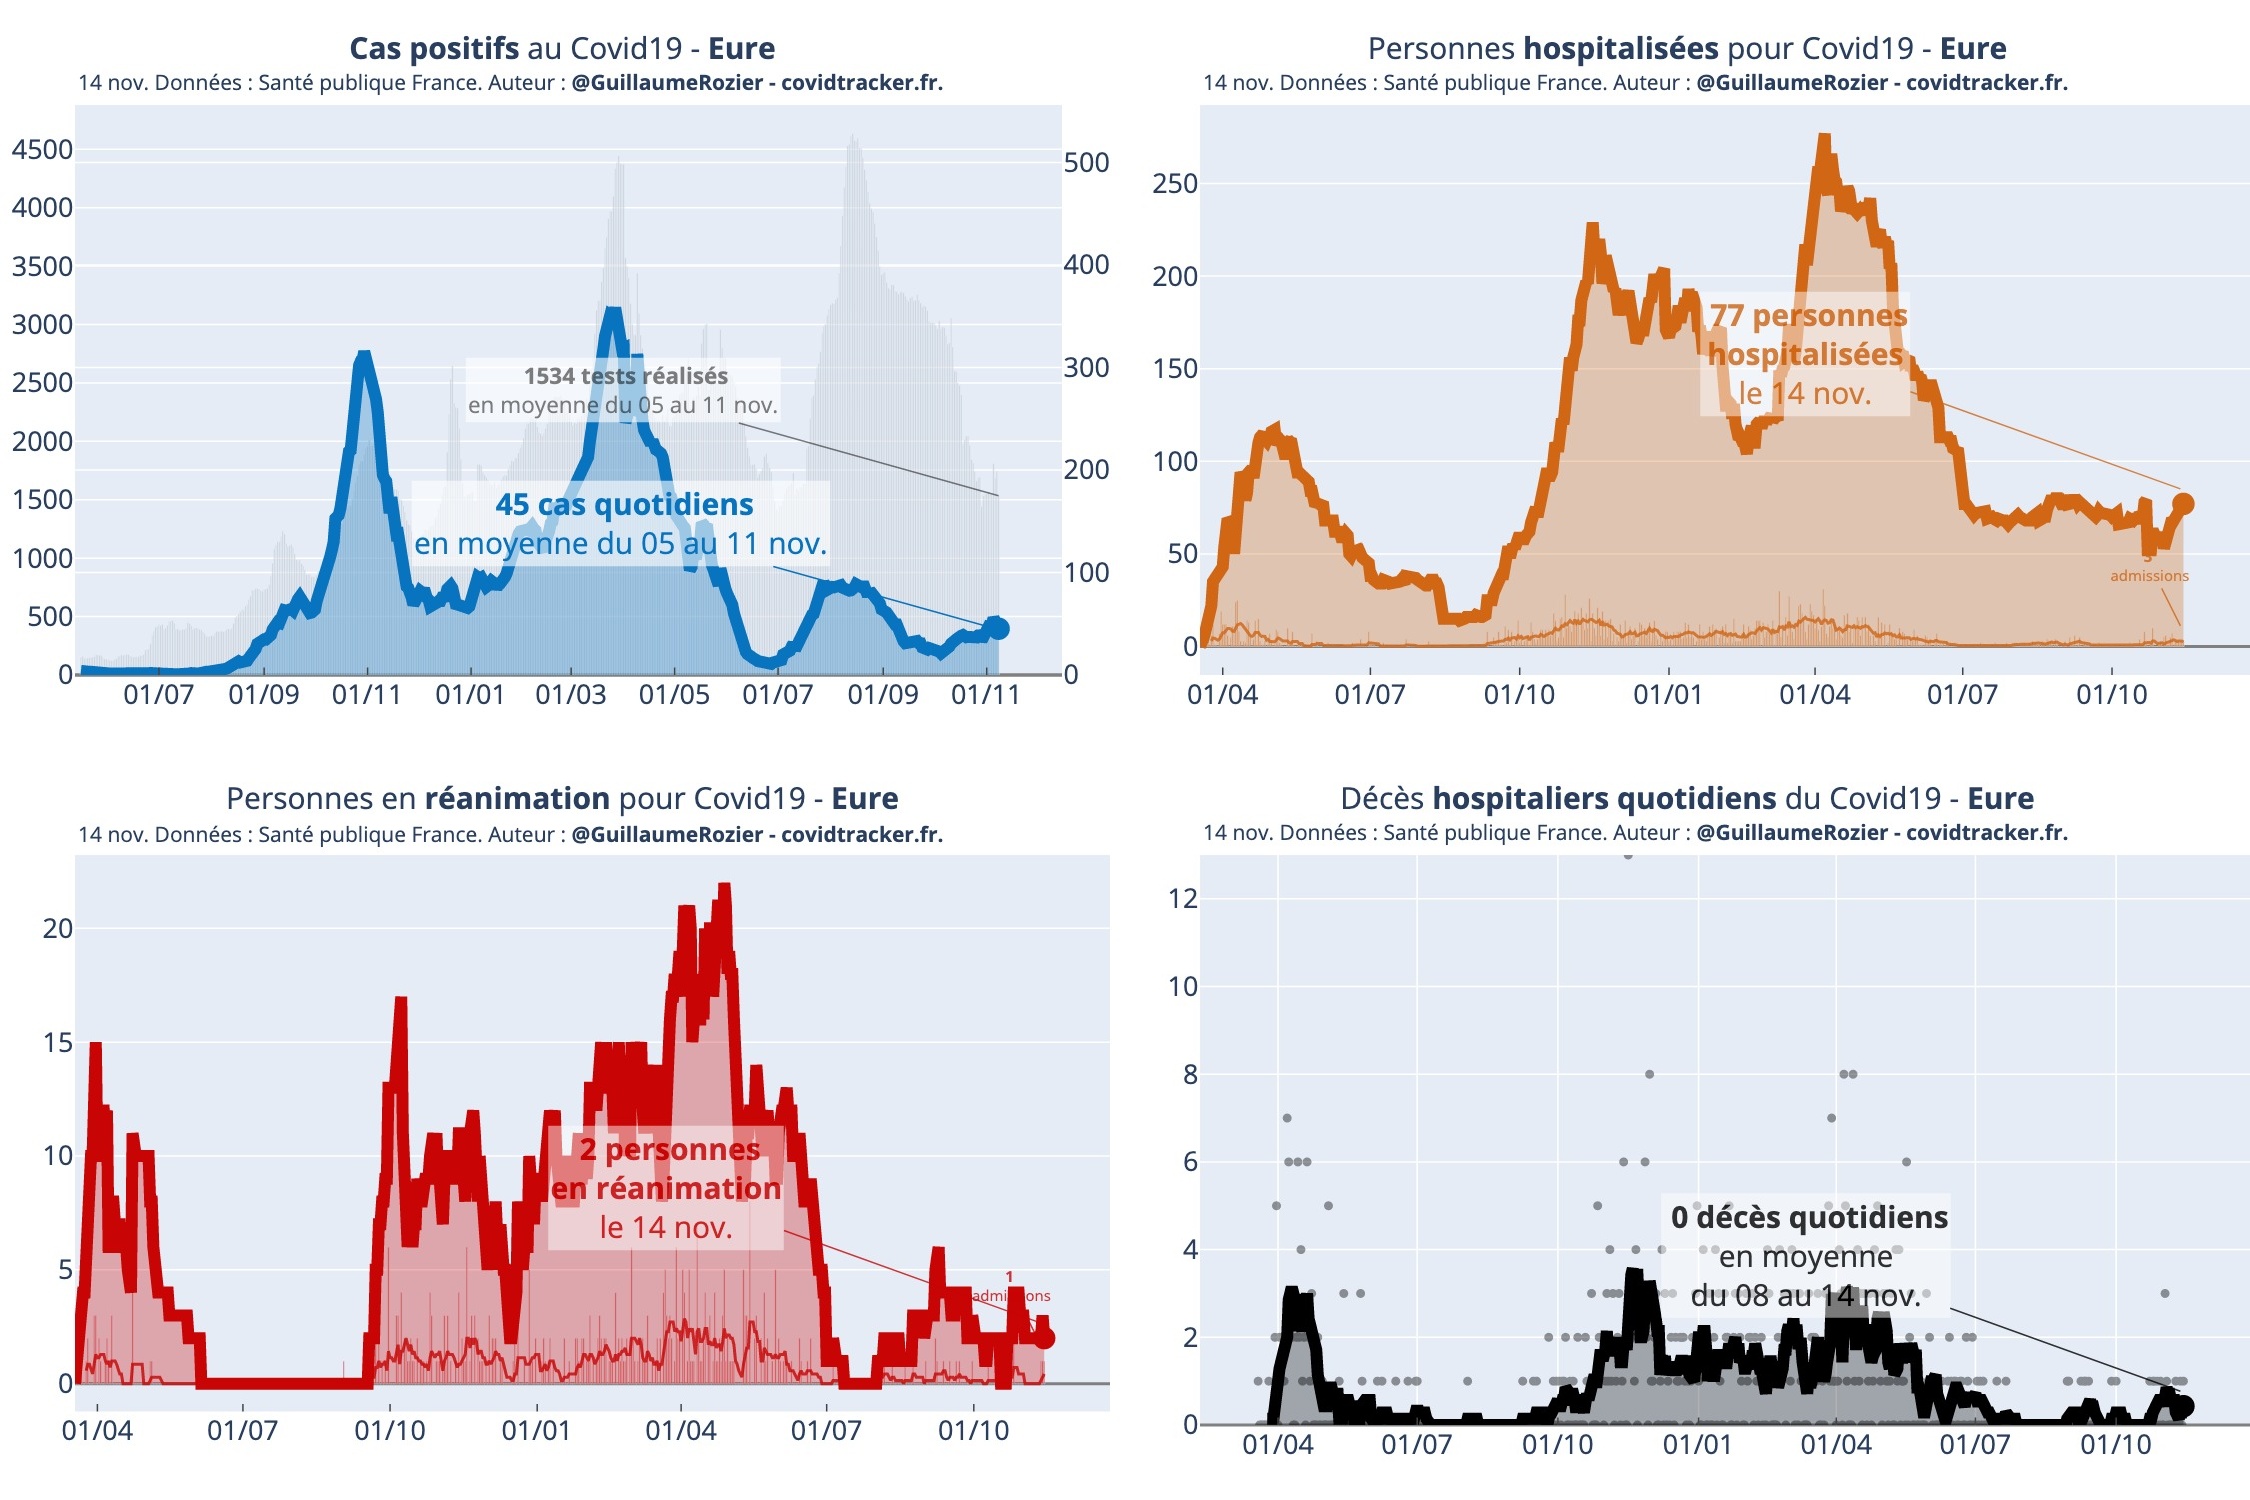 Cas positifs au Covid19 - Eure
14 nov. Données : Santé publique France. Auteur : @GuillaumeRozier - covidtracker.fr.
4500
4000
3500
3000
2500
2000
1500
1000
500
0
500
400
300
200
100
0
1534 tests réalisés
en moyenne du 05 au 11 nov.
45 cas quotidiens
en moyenne du 05 au 11 nov.
01/07 01/09 01/11 01/01 01/03 01/05 01/07 01/09 01/11
Personnes hospitalisées pour Covid19 - Eure
14 nov. Données : Santé publique France. Auteur : @GuillaumeRozier - covidtracker.fr.
250
200
150
100
50
0
77 personnes
hospitalisées
le 14 nov.
admissions
01/04 01/07 01/10 01/01 01/04 01/07 01/10
Personnes en réanimation pour Covid19 - Eure
14 nov. Données : Santé publique France. Auteur : @GuillaumeRozier - covidtracker.fr.
20
15
10
5
0
2 personnes
en réanimation
le 14 nov.
1
admissions
01/04 01/07 01/10 01/01 01/04 01/07 01/10
Décès hospitaliers quotidiens du Covid19 - Eure
14 nov. Données : Santé publique France. Auteur : @GuillaumeRozier - covidtracker.fr.
12
10
8
6
4
2
0
0 décès quotidiens
en moyenne
du 08 au 14 nov.
01/04 01/07 01/10 01/01 01/04 01/07 01/10